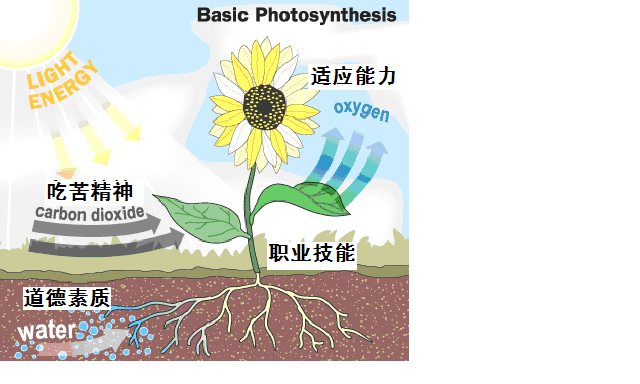 Basic Photosynthesis
LIGHT
ENERGY
适应能力
oxygen
吃苦精神
carbon dioxide
职业技能
道德素质
water